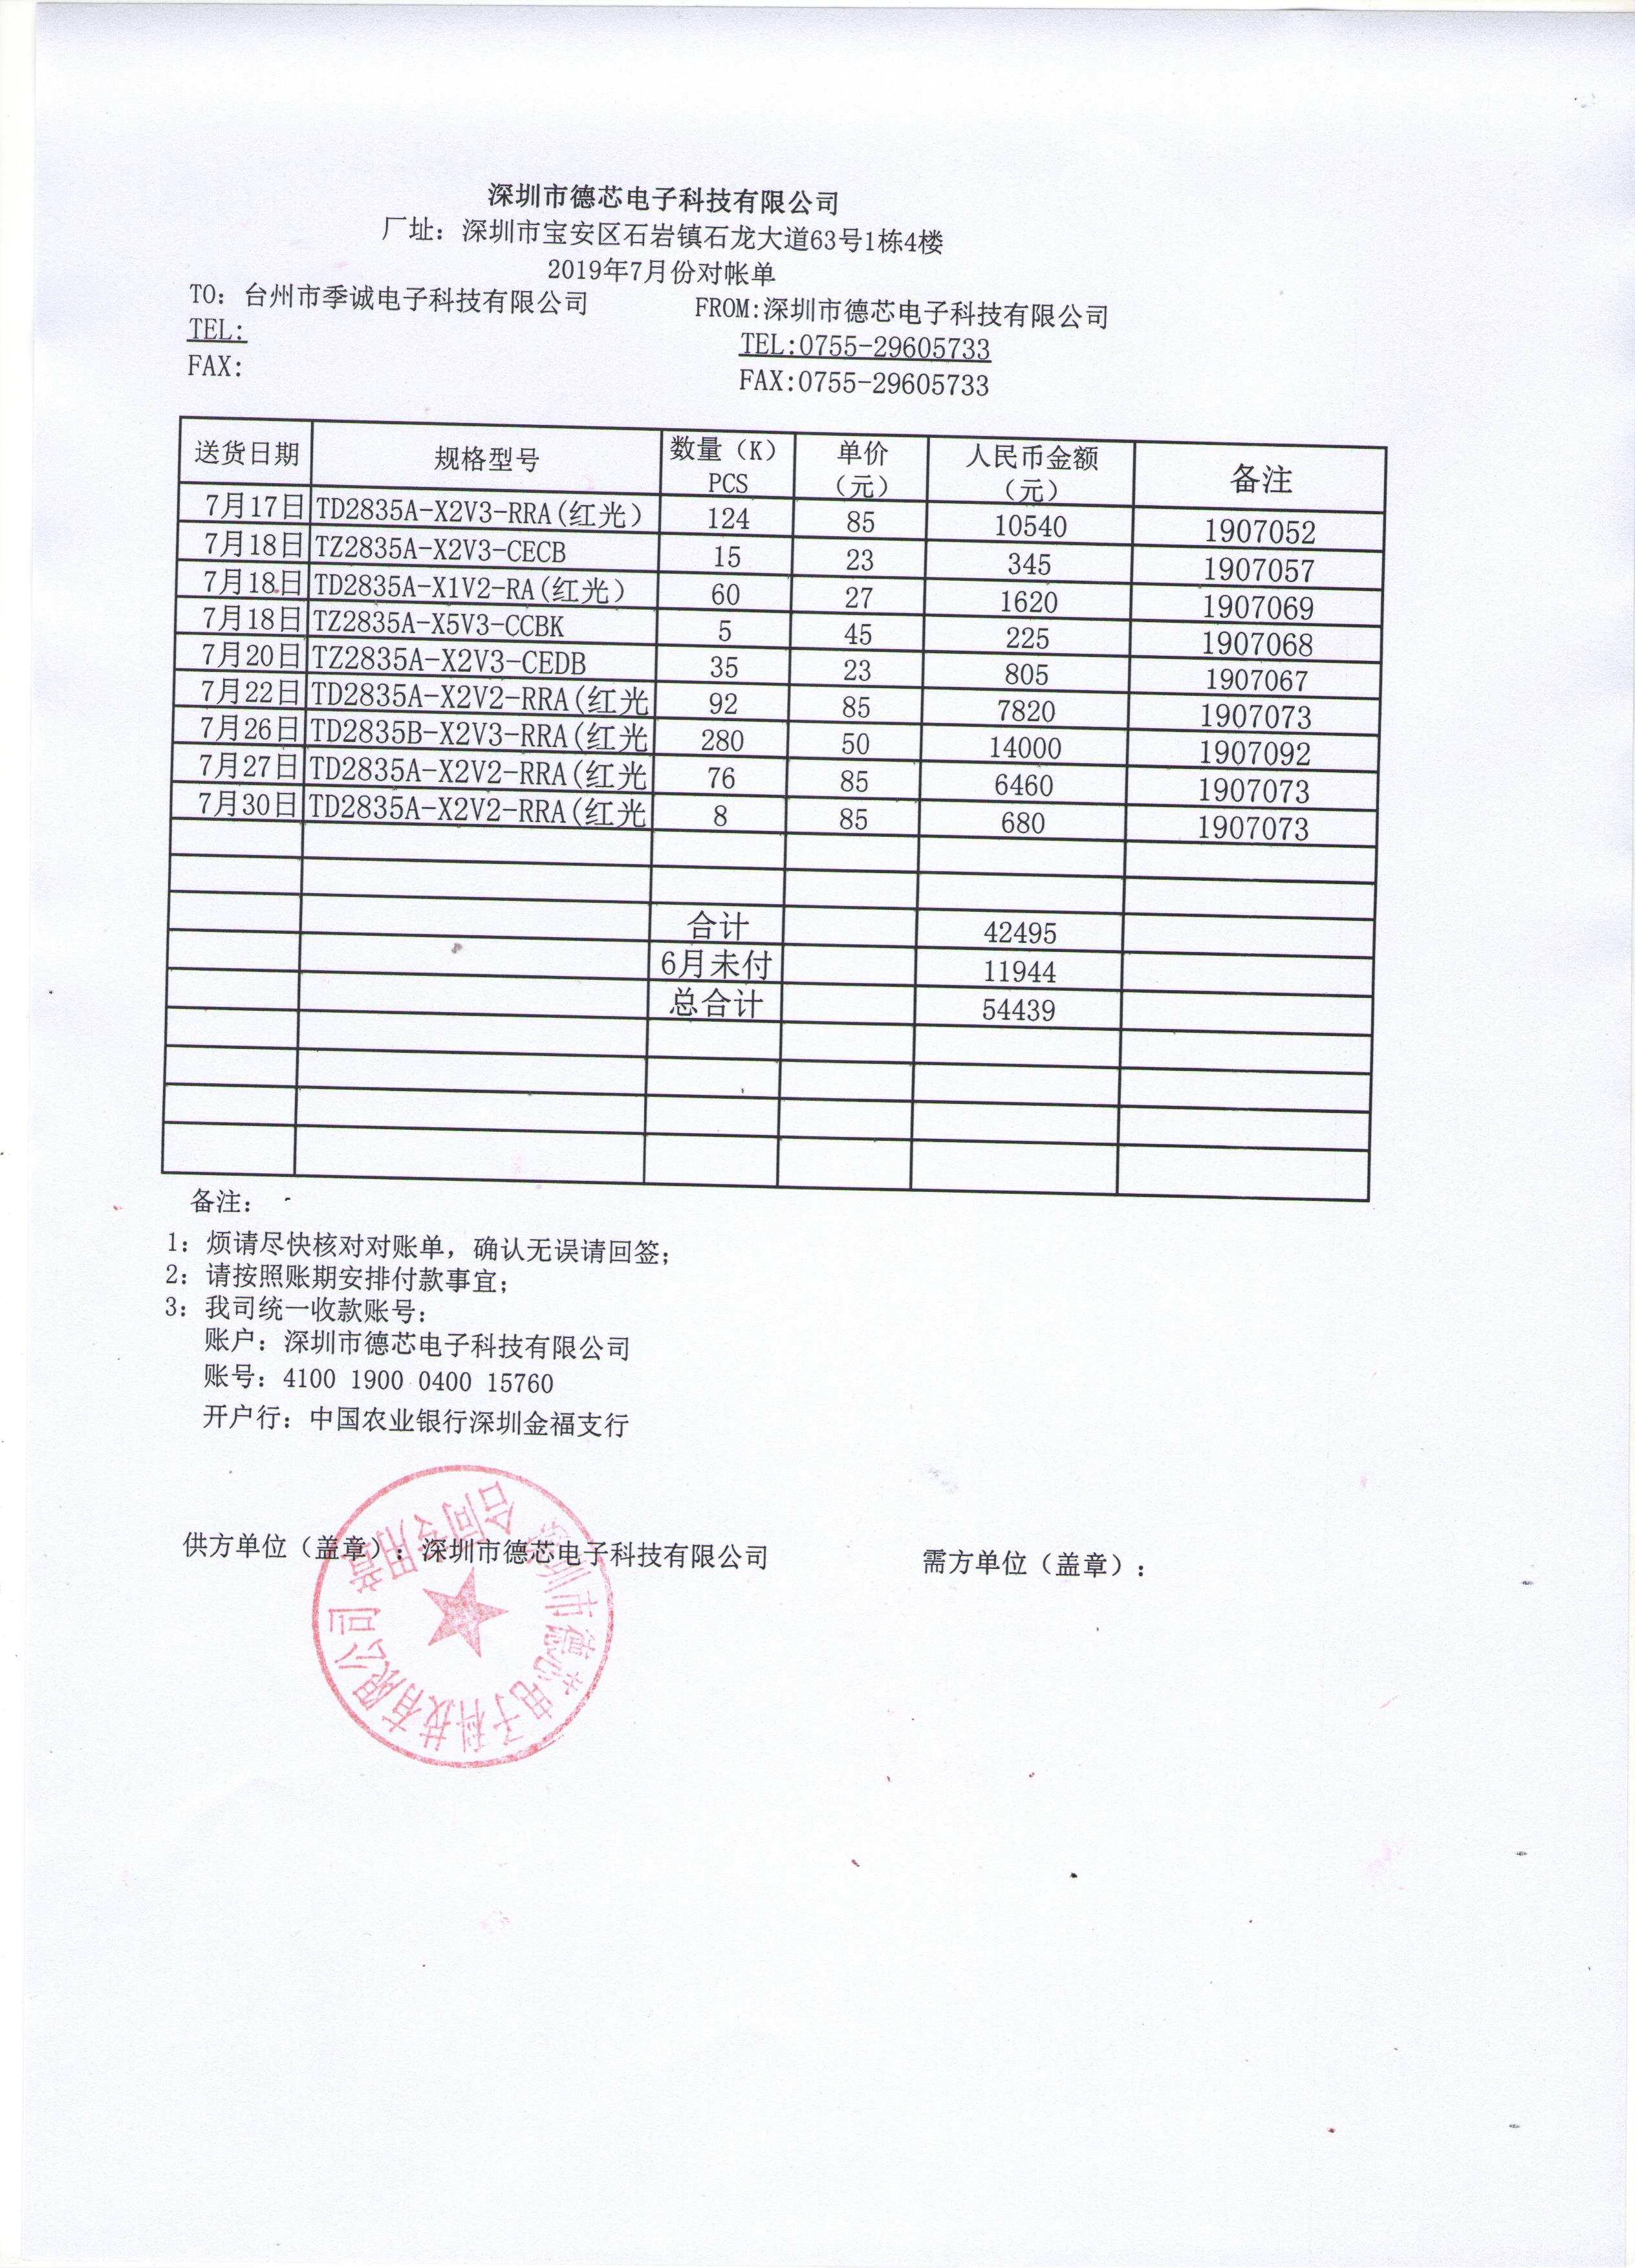 深圳市德芯电子科技有限公司
厂址：深圳市宝安区石岩镇石龙大道63号1栋4楼
2019年7月份对帐单
TO：台州市季诚电子科技有限公司 FROM:深圳市德芯电子科技有限公司
TEL: TEL:0755-29605733
FAX: FAX:0755-29605733
送货日期 规格型号 数量（K）PCS 单价（元） 人民币金额（元） 备注
7月17日 TD2835A-X2V3-RRA(红光） 124 85 10540 1907052
7月18日 TZ2835A-X2V3-CECB 15 23 345 1907057
7月18日 TD2835A-X1V2-RA(红光） 60 27 1620 1907069
7月18日 TZ2835A-X5V3-CCBK 5 45 225 1907068
7月20日 TZ2835A-X2V3-CEDB 35 23 805 1907067
7月22日 TD2835A-X2V2-RRA(红光 92 85 7820 1907073
7月26日 TD2835B-X2V3-RRA(红光 280 50 14000 1907092
7月27日 TD2835A-X2V2-RRA(红光 76 85 6460 1907073
7月30日 TD2835A-X2V2-RRA(红光 8 85 680 1907073
合计 42495
6月未付 11944
总合计 54439
备注：
1：烦请尽快核对对账单，确认无误请回签；
2：请按照账期安排付款事宜；
3：我司统一收款账号：
账户：深圳市德芯电子科技有限公司
账号：4100 1900 0400 15760
开户行：中国农业银行深圳金福支行
供方单位（盖章）：深圳市德芯电子科技有限公司 需方单位（盖章）：
深圳市德芯电子科技有限公司
合同专用章